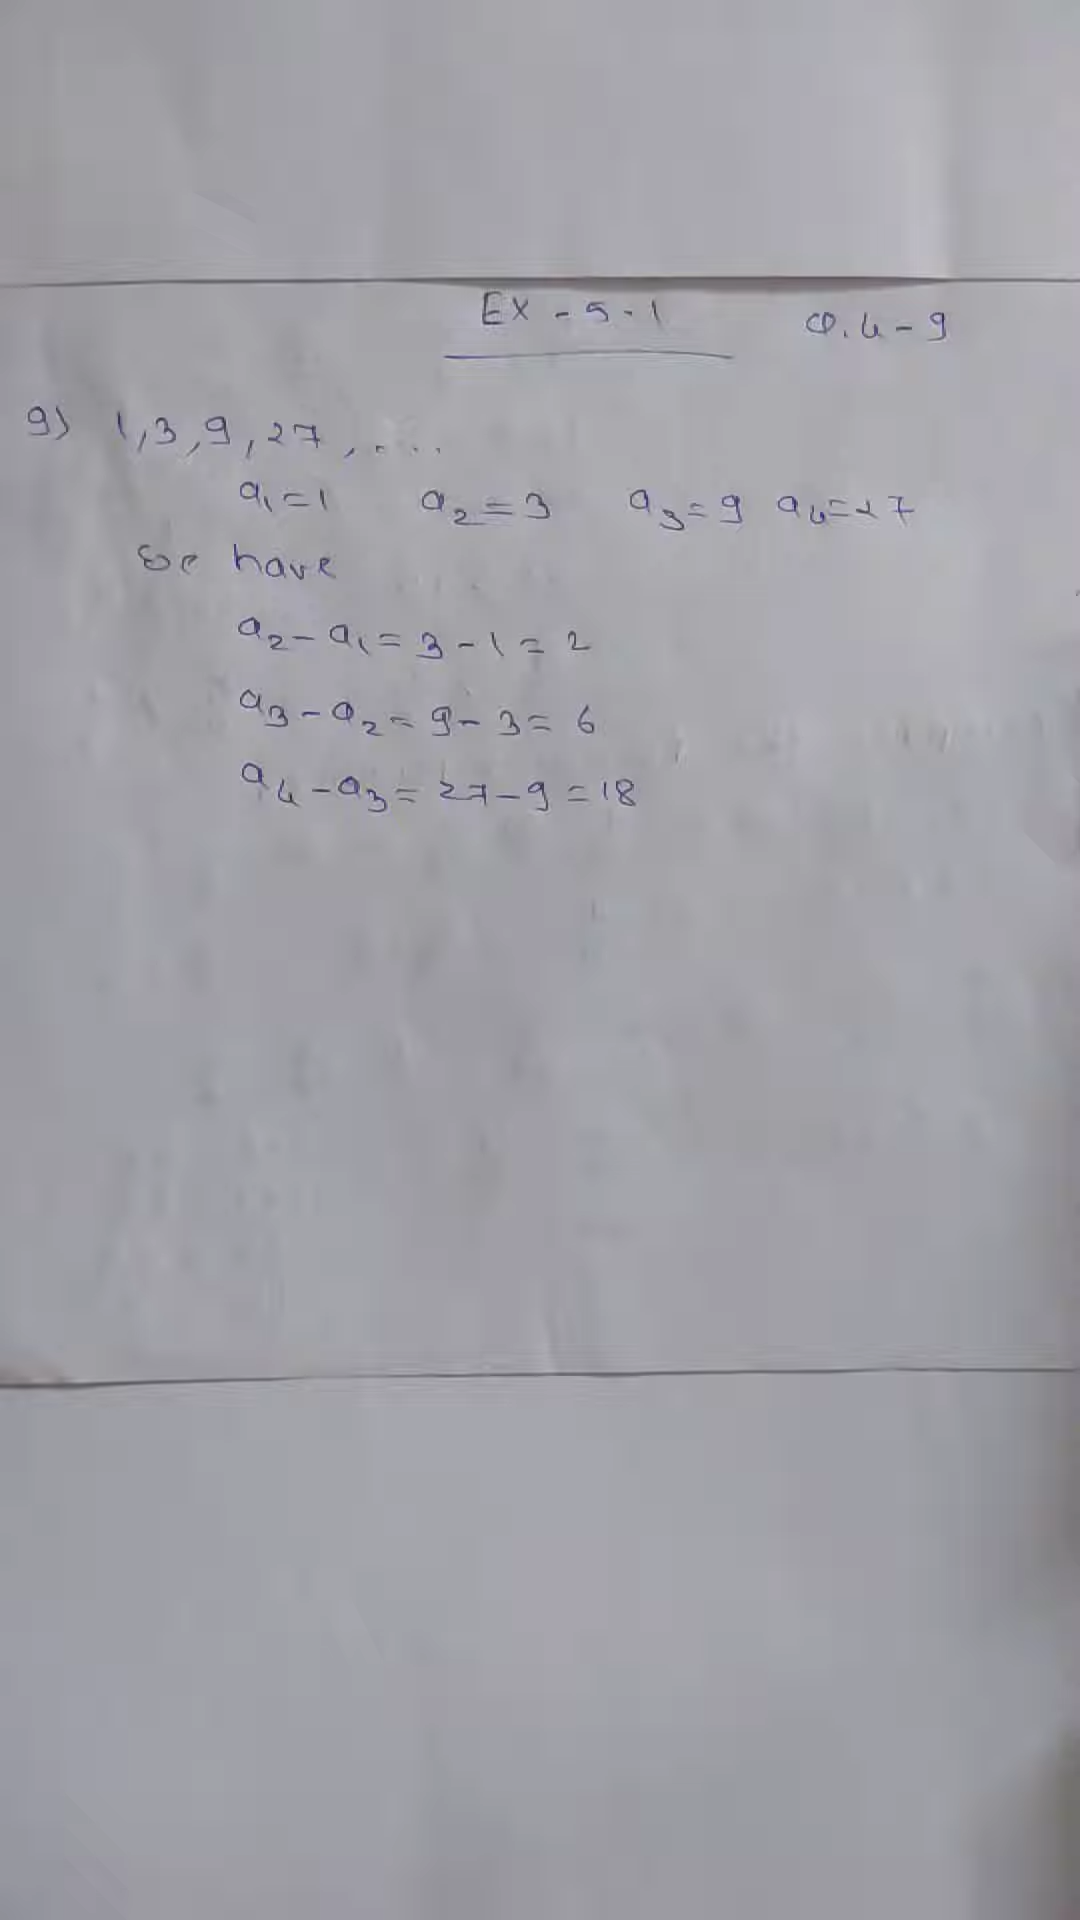 Ex-5.1
Q.4-9
9) 1,3,9,27,....
a₁=1 a₂=3 a₃=9 a₄=27
We have
a₂-a₁=3-1=2
a₃-a₂=9-3=6
a₄-a₃=27-9=18